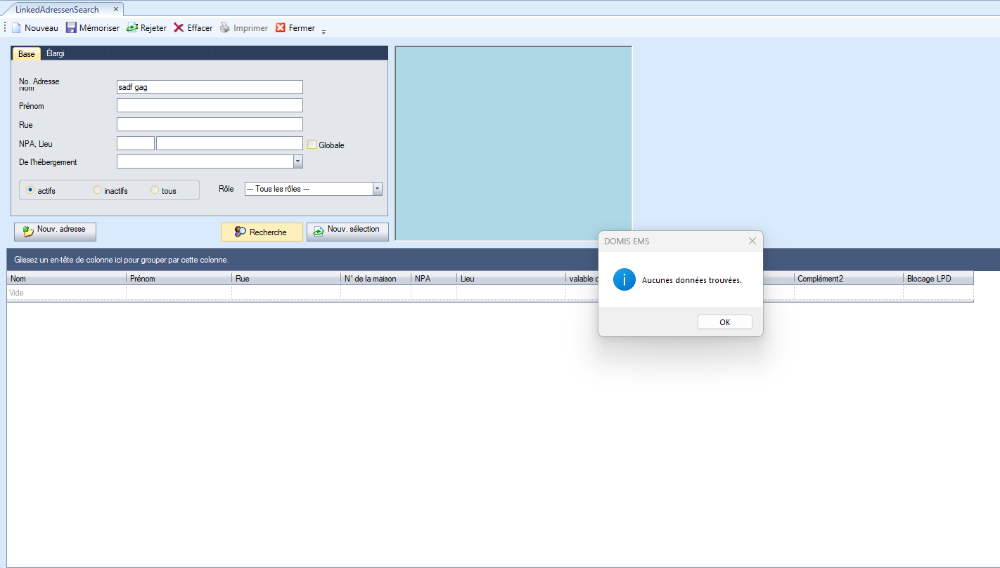 LinkedAdressenSearch
Nouveau Mémoriser Rejeter Effacer Imprimer Fermer
Base Élargi
No. Adresse
Nom sadf gag
Prénom
Rue
NPA, Lieu Globale
De l'hébergement
actifs inactifs tous Rôle --- Tous les rôles ---
Nouv. adresse Recherche Nouv. sélection
DOMIS EMS
Aucunes données trouvées.
OK
Glissez un en-tête de colonne ici pour grouper par cette colonne.
Nom Prénom Rue N° de la maison NPA Lieu valable Complément2 Blocage LPD
Vide